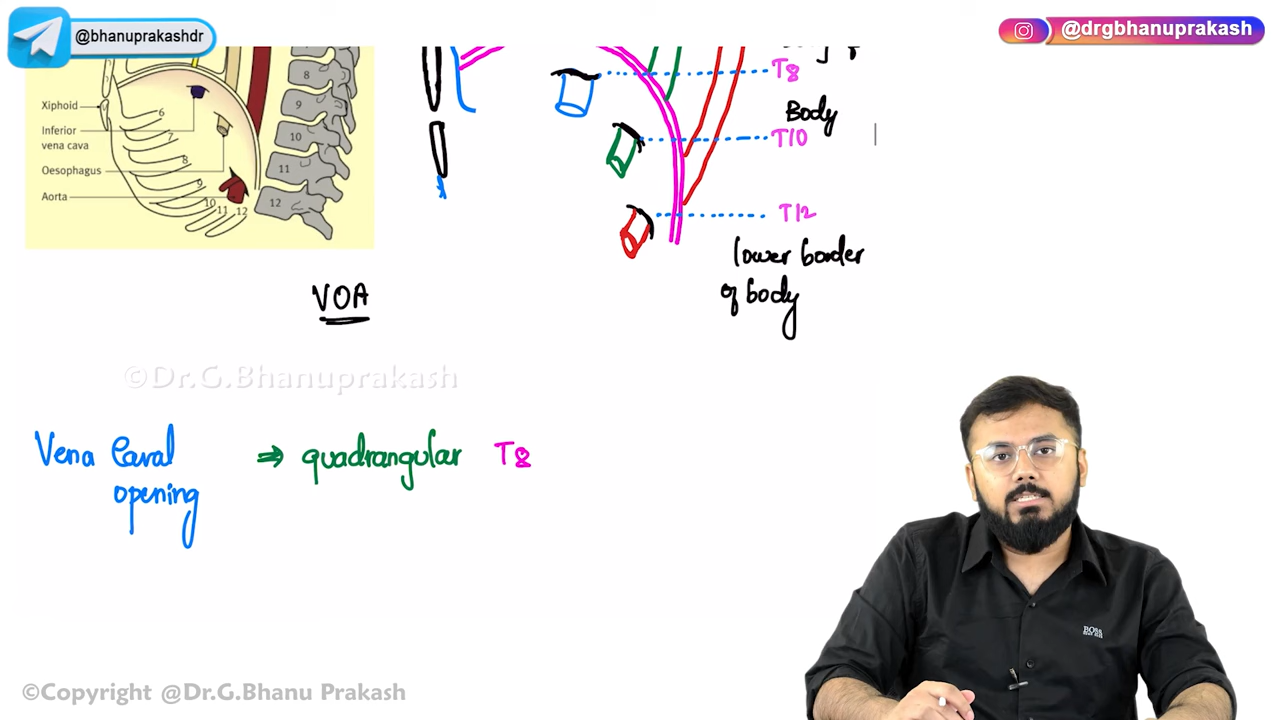 @bhanuprakashdr
@drgbhanuprakash
T8
Body
T10
T12
lower border
of body
8
9
10
11
12
Xiphoid
Inferior
vena cava
Oesophagus
Aorta
6
7
8
9
10
11
12
VOA
©Dr.G.Bhanuprakash
Vena Caval
opening
⇒ quadrangular T8
BOSS
©Copyright @Dr.G.Bhanu Prakash